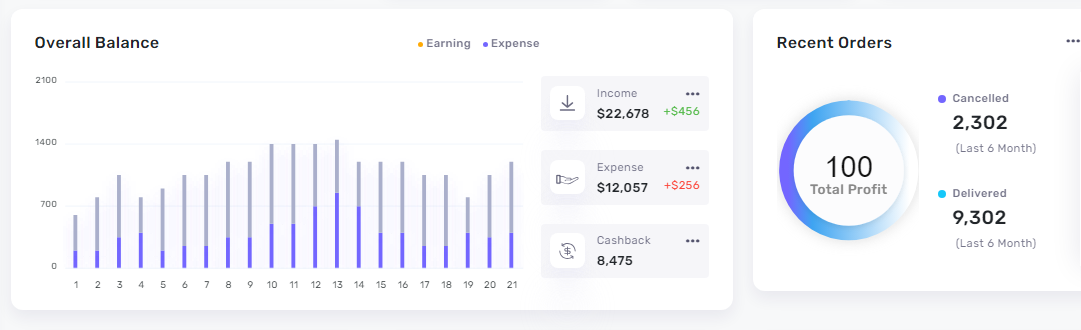 Overall Balance
Earning Expense
2100
1400
700
0
1 2 3 4 5 6 7 8 9 10 11 12 13 14 15 16 17 18 19 20 21
Income
$22,678 +$456
Expense
$12,057 +$256
Cashback
8,475
Recent Orders
100
Total Profit
Cancelled
2,302
(Last 6 Month)
Delivered
9,302
(Last 6 Month)